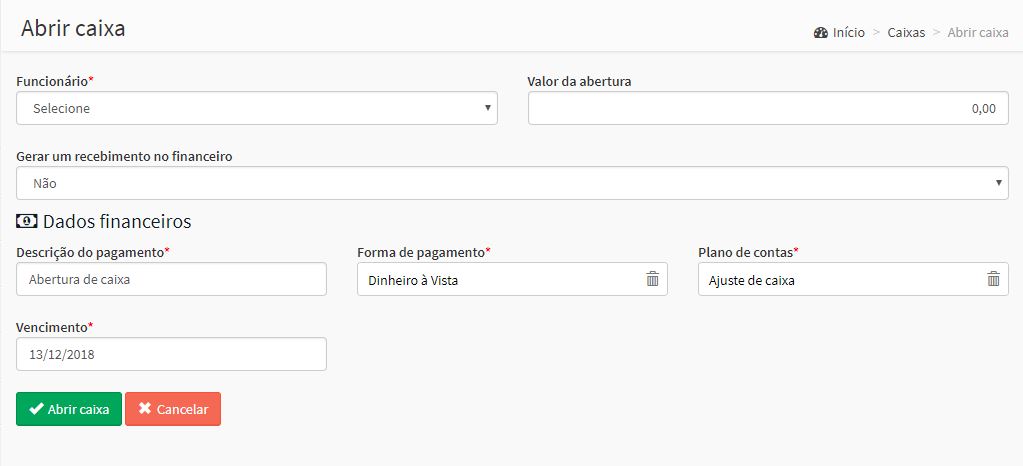 Abrir caixa
Início > Caixas > Abrir caixa
Funcionário* Valor da abertura
Selecione 0,00
Gerar um recebimento no financeiro
Não
Dados financeiros
Descrição do pagamento* Forma de pagamento* Plano de contas*
Abertura de caixa Dinheiro à Vista Ajuste de caixa
Vencimento*
13/12/2018
Abrir caixa Cancelar